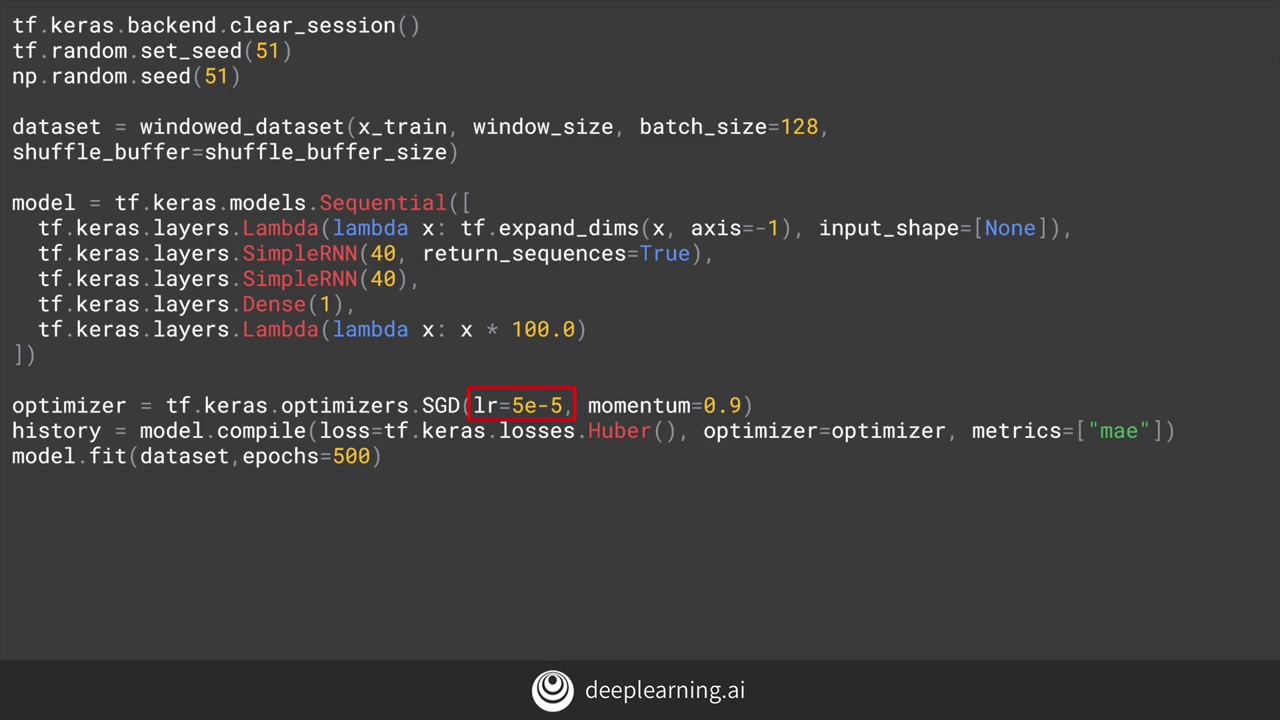 tf.keras.backend.clear_session()
tf.random.set_seed(51)
np.random.seed(51)
dataset = windowed_dataset(x_train, window_size, batch_size=128,
shuffle_buffer=shuffle_buffer_size)
model = tf.keras.models.Sequential([
  tf.keras.layers.Lambda(lambda x: tf.expand_dims(x, axis=-1), input_shape=[None]),
  tf.keras.layers.SimpleRNN(40, return_sequences=True),
  tf.keras.layers.SimpleRNN(40),
  tf.keras.layers.Dense(1),
  tf.keras.layers.Lambda(lambda x: x * 100.0)
])
optimizer = tf.keras.optimizers.SGD(lr=5e-5, momentum=0.9)
history = model.compile(loss=tf.keras.losses.Huber(), optimizer=optimizer, metrics=["mae"])
model.fit(dataset,epochs=500)
deeplearning.ai